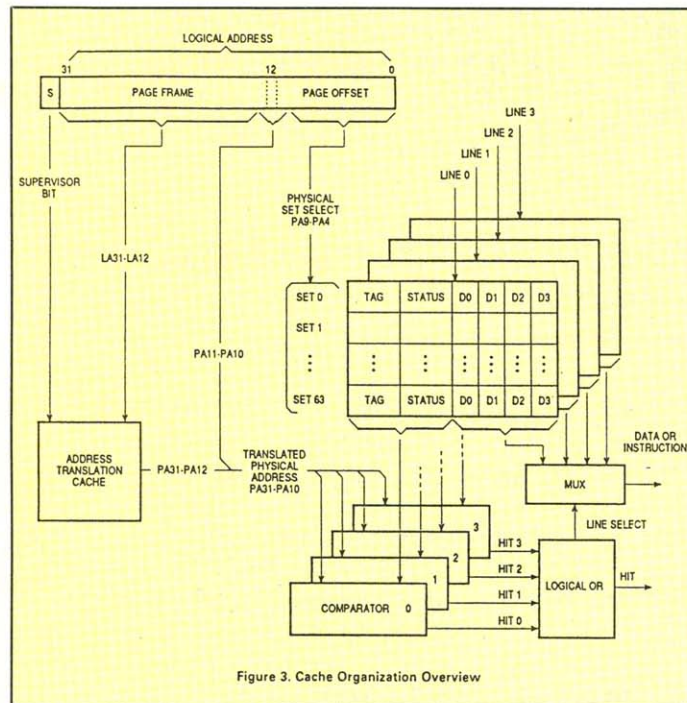 LOGICAL ADDRESS
31 12 0
S PAGE FRAME PAGE OFFSET
LINE 3
LINE 2
LINE 1
LINE 0
SUPERVISOR
BIT
PHYSICAL
SET SELECT
PA9-PA4
LA31-LA12
SET 0 TAG STATUS D0 D1 D2 D3
SET 1
PA11-PA10
SET 63 TAG STATUS D0 D1 D2 D3
ADDRESS
TRANSLATION
CACHE
PA31-PA12
TRANSLATED
PHYSICAL
ADDRESS
PA31-PA10
DATA OR
INSTRUCTION
MUX
LINE SELECT
3 HIT 3
2 HIT 2
1 HIT 1
COMPARATOR 0 HIT 0
LOGICAL OR
HIT
Figure 3. Cache Organization Overview